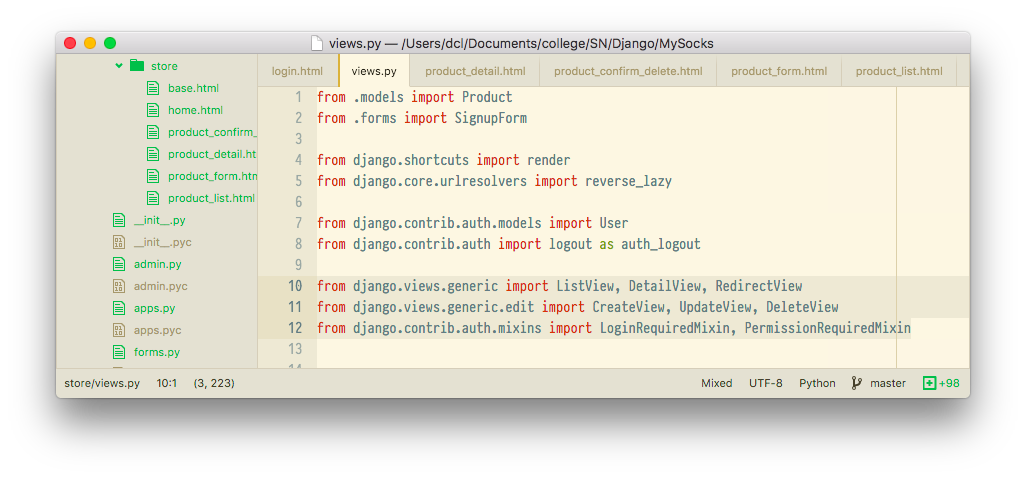 views.py — /Users/dcl/Documents/college/SN/Django/MySocks
store
base.html
home.html
product_confirm_
product_detail.ht
product_form.htm
product_list.html
__init__.py
__init__.pyc
admin.py
admin.pyc
apps.py
apps.pyc
forms.py
login.html views.py product_detail.html product_confirm_delete.html product_form.html product_list.html
1 from .models import Product
2 from .forms import SignupForm
3
4 from django.shortcuts import render
5 from django.core.urlresolvers import reverse_lazy
6
7 from django.contrib.auth.models import User
8 from django.contrib.auth import logout as auth_logout
9
10 from django.views.generic import ListView, DetailView, RedirectView
11 from django.views.generic.edit import CreateView, UpdateView, DeleteView
12 from django.contrib.auth.mixins import LoginRequiredMixin, PermissionRequiredMixin
13
store/views.py 10:1 (3, 223) Mixed UTF-8 Python master +98